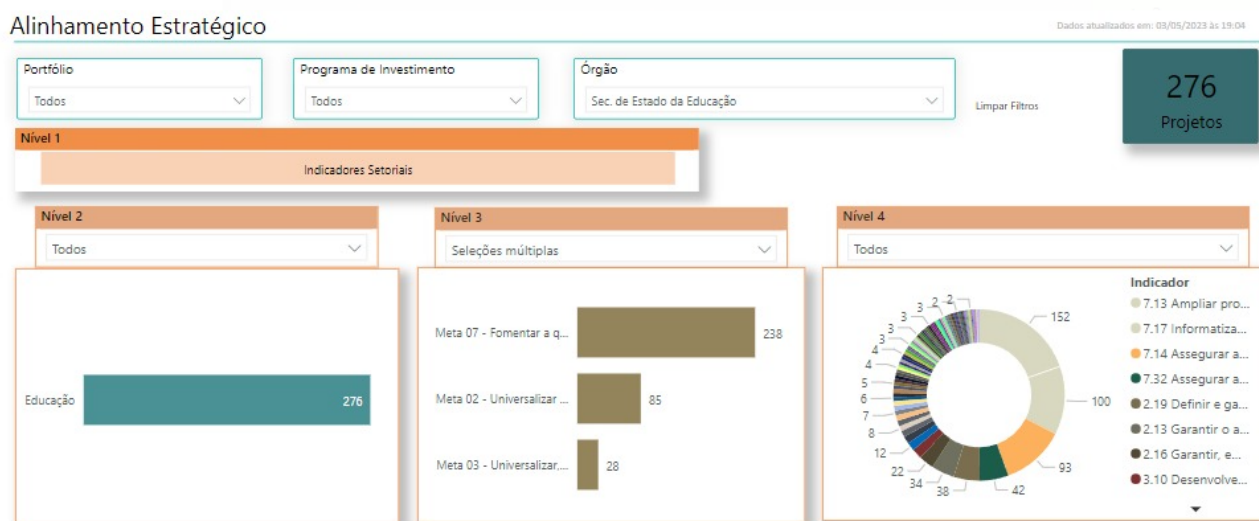 Alinhamento Estratégico
Dados atualizados em: 03/05/2023 às 19:04
Portfólio
Todos
Programa de Investimento
Todos
Órgão
Sec. de Estado da Educação
Limpar Filtros
276
Projetos
Nível 1
Indicadores Setoriais
Nível 2
Todos
Educação
276
Nível 3
Seleções múltiplas
Meta 07 - Fomentar a q...
238
Meta 02 - Universalizar ...
85
Meta 03 - Universalizar,...
28
Nível 4
Todos
152
100
93
42
38
34
22
12
8
7
6
5
4
4
3
3
3
3
2
2
Indicador
7.13 Ampliar pro...
7.17 Informatiza...
7.14 Assegurar a...
7.32 Assegurar a...
2.19 Definir e ga...
2.13 Garantir o a...
2.16 Garantir, e...
3.10 Desenvolve...